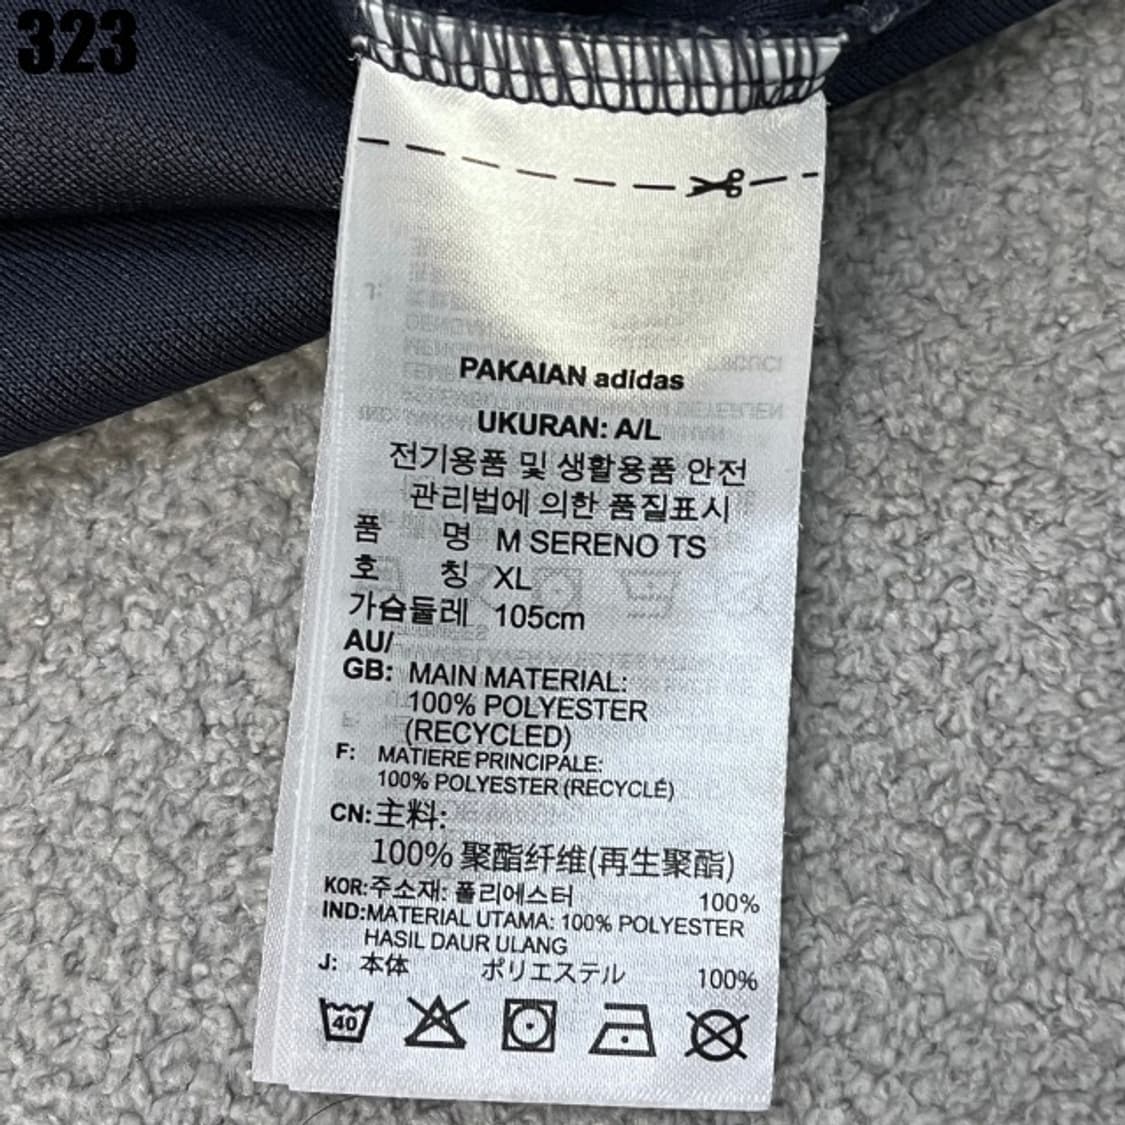 323
PAKAIAN adidas
UKURAN: A/L
전기용품 및 생활용품 안전
관리법에 의한 품질표시
품 명 M SERENO TS
호 칭 XL
가슴둘레 105cm
AU/
GB: MAIN MATERIAL:
100% POLYESTER
(RECYCLED)
F: MATIERE PRINCIPALE:
100% POLYESTER (RECYCLÉ)
CN:主料:
100% 聚酯纤维(再生聚酯)
KOR:주소재: 폴리에스터 100%
IND:MATERIAL UTAMA: 100% POLYESTER
HASIL DAUR ULANG
J: 本体 ポリエステル 100%
40